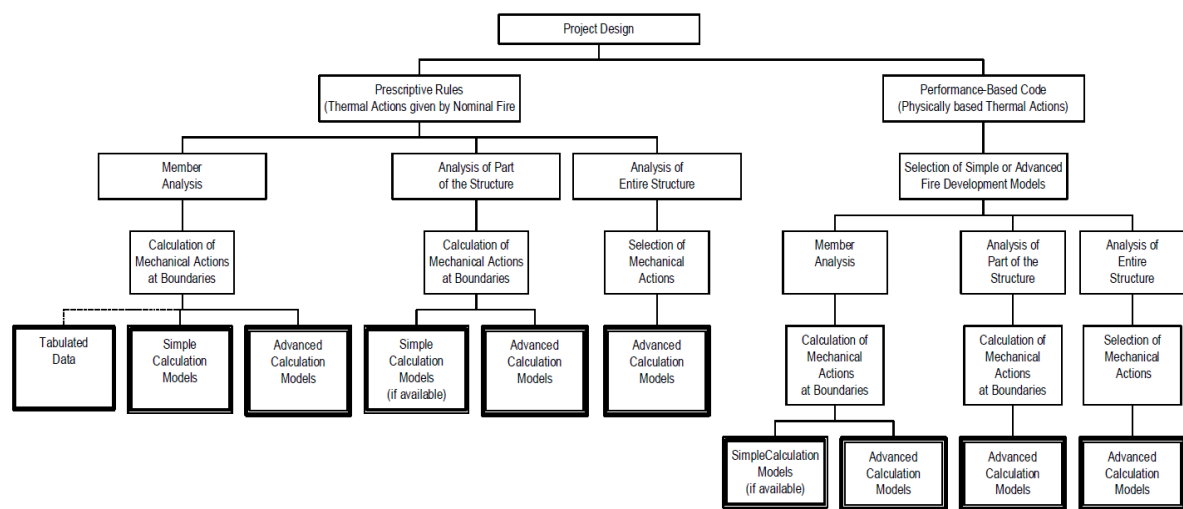 Project Design
Prescriptive Rules
(Thermal Actions given by Nominal Fire
Performance-Based Code
(Physically based Thermal Actions)
Member
Analysis
Analysis of Part
of the Structure
Analysis of
Entire Structure
Selection of Simple or Advanced
Fire Development Models
Calculation of
Mechanical Actions
at Boundaries
Calculation of
Mechanical Actions
at Boundaries
Selection of
Mechanical
Actions
Member
Analysis
Analysis of
Part of the
Structure
Analysis of
Entire
Structure
Tabulated
Data
Simple
Calculation
Models
Advanced
Calculation
Models
Simple
Calculation
Models
(if available)
Advanced
Calculation
Models
Advanced
Calculation
Models
Calculation of
Mechanical
Actions
at Boundaries
Calculation of
Mechanical
Actions
at Boundaries
Selection of
Mechanical
Actions
SimpleCalculation
Models
(if available)
Advanced
Calculation
Models
Advanced
Calculation
Models
Advanced
Calculation
Models